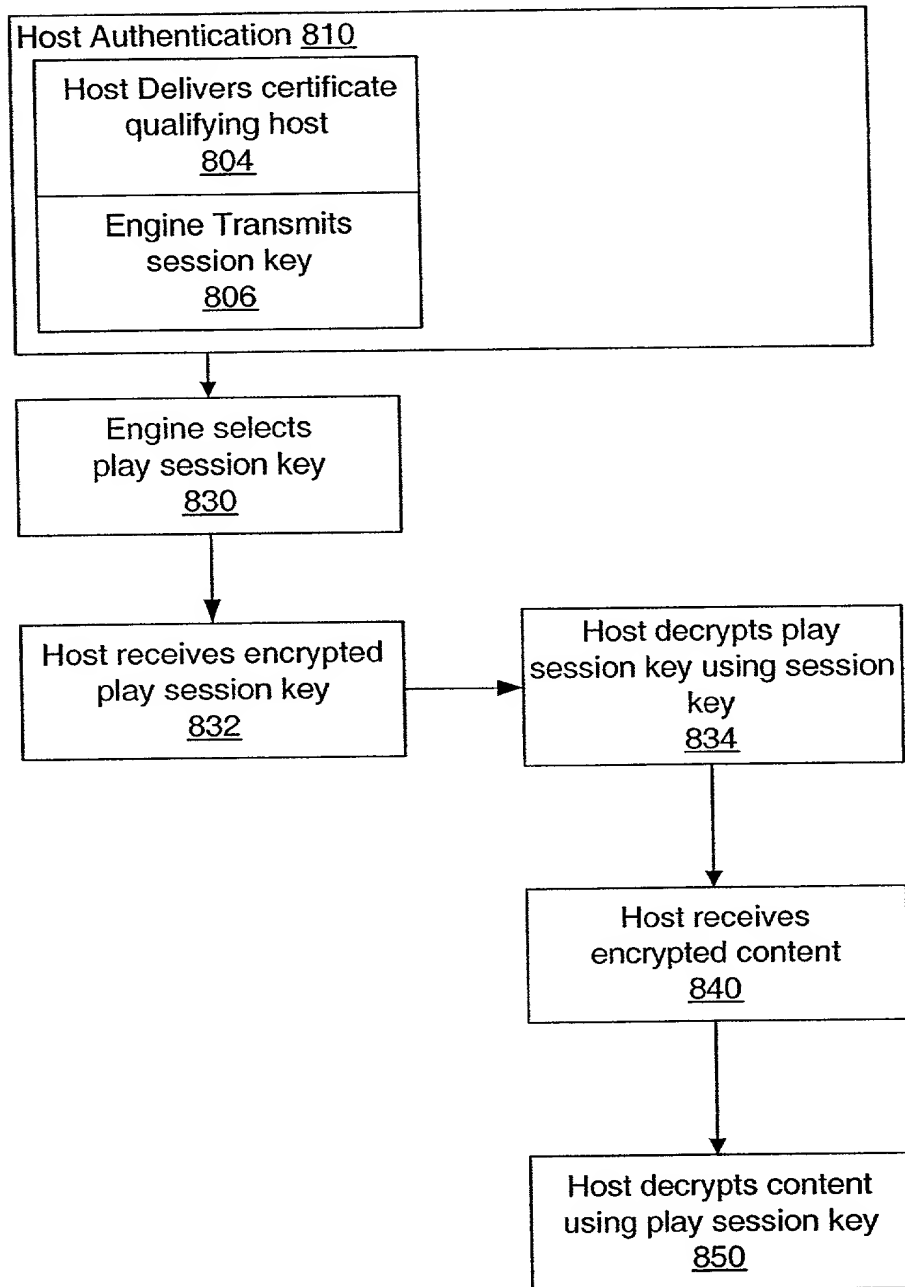 Host Authentication 810
Host Delivers certificate
qualifying host
804
Engine Transmits
session key
806
Engine selects
play session key
830
Host receives encrypted
play session key
832
Host decrypts play
session key using session
key
834
Host receives
encrypted content
840
Host decrypts content
using play session key
850